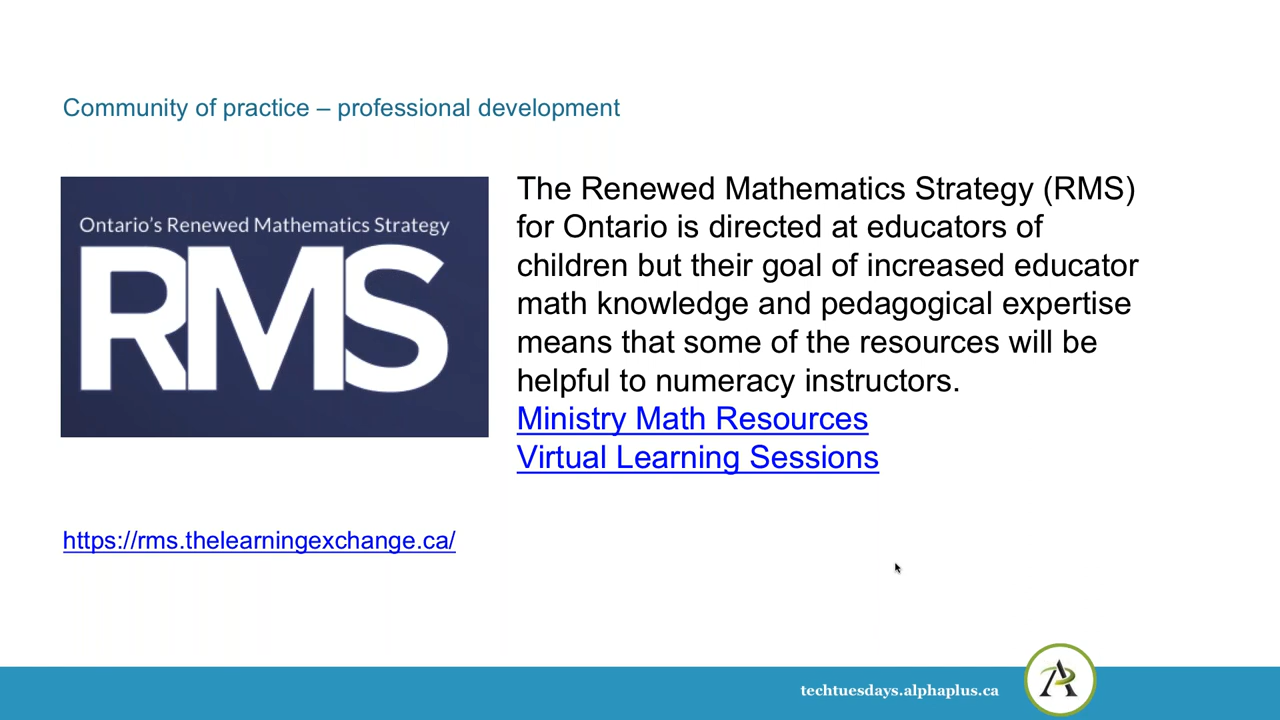 Community of practice – professional development
Ontario's Renewed Mathematics Strategy
RMS
The Renewed Mathematics Strategy (RMS)
for Ontario is directed at educators of
children but their goal of increased educator
math knowledge and pedagogical expertise
means that some of the resources will be
helpful to numeracy instructors.
Ministry Math Resources
Virtual Learning Sessions
https://rms.thelearningexchange.ca/
techtuesdays.alphaplus.ca